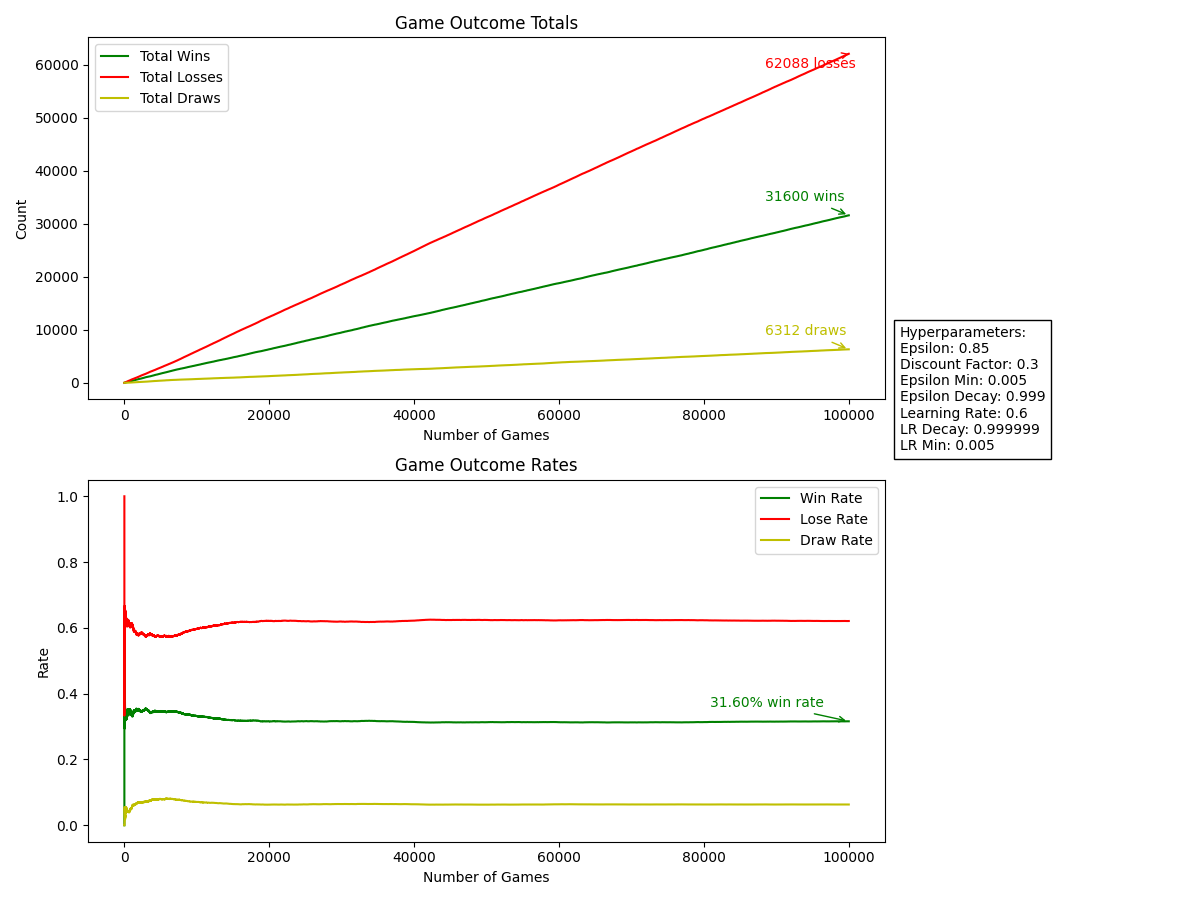 Game Outcome Totals
Total Wins
Total Losses
Total Draws
62088 losses
31600 wins
6312 draws
60000
50000
40000
30000
20000
10000
0
Count
0 20000 40000 60000 80000 100000
Number of Games
Hyperparameters:
Epsilon: 0.85
Discount Factor: 0.3
Epsilon Min: 0.005
Epsilon Decay: 0.999
Learning Rate: 0.6
LR Decay: 0.999999
LR Min: 0.005
Game Outcome Rates
Win Rate
Lose Rate
Draw Rate
31.60% win rate
1.0
0.8
0.6
0.4
0.2
0.0
Rate
0 20000 40000 60000 80000 100000
Number of Games